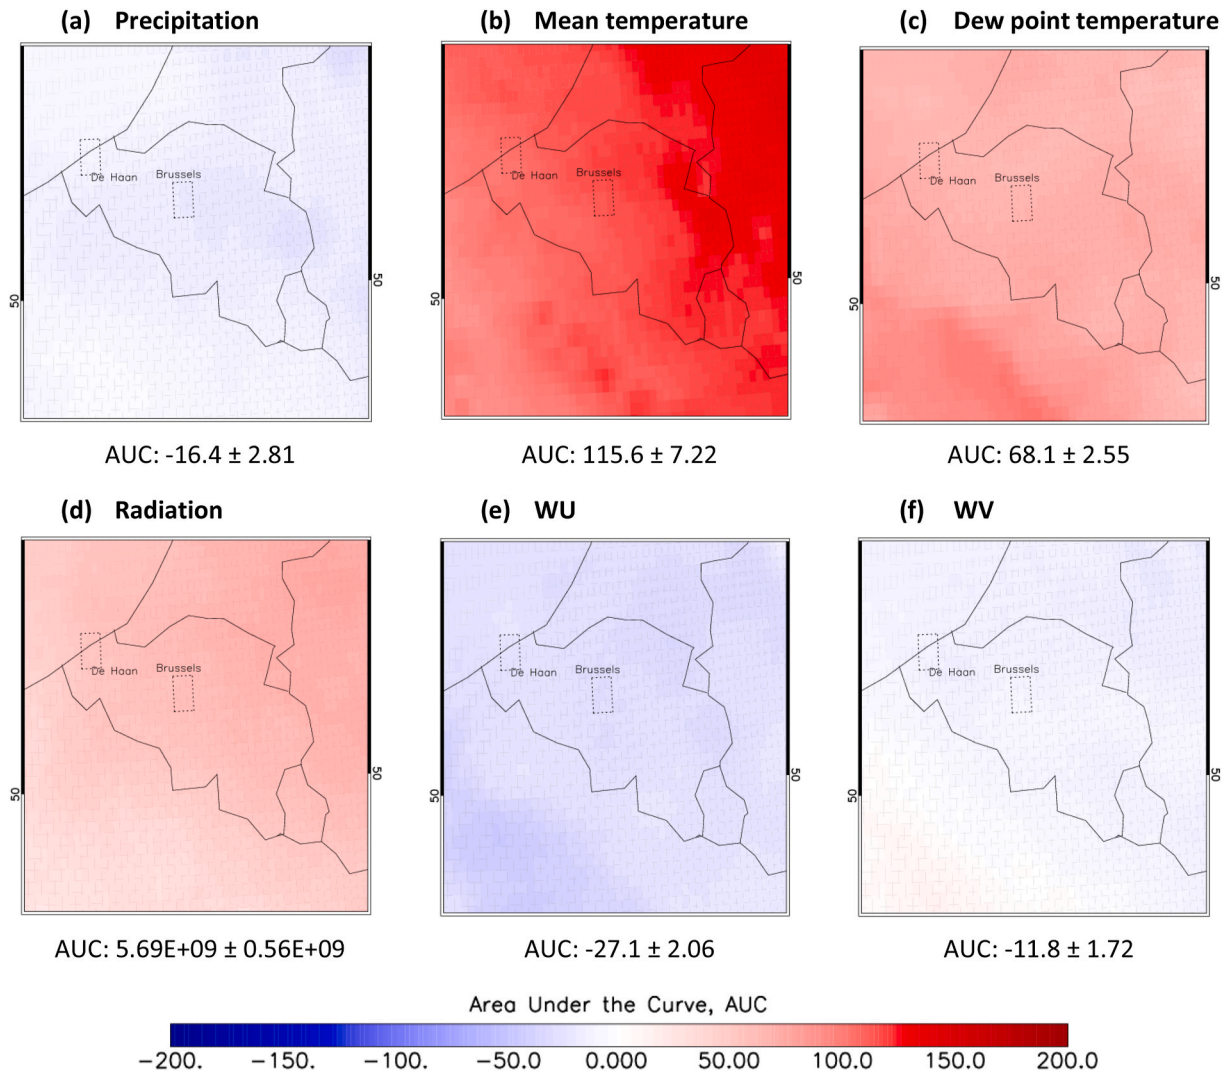 (a) Precipitation
(b) Mean temperature
(c) Dew point temperature
De Haan
Brussels
50
50
De Haan
Brussels
50
50
De Haan
Brussels
50
50
AUC: -16.4 ± 2.81
AUC: 115.6 ± 7.22
AUC: 68.1 ± 2.55
(d) Radiation
(e) WU
(f) WV
De Haan
Brussels
50
50
De Haan
Brussels
50
50
De Haan
Brussels
50
50
AUC: 5.69E+09 ± 0.56E+09
AUC: -27.1 ± 2.06
AUC: -11.8 ± 1.72
Area Under the Curve, AUC
-200. -150. -100. -50.0 0.000 50.00 100.0 150.0 200.0